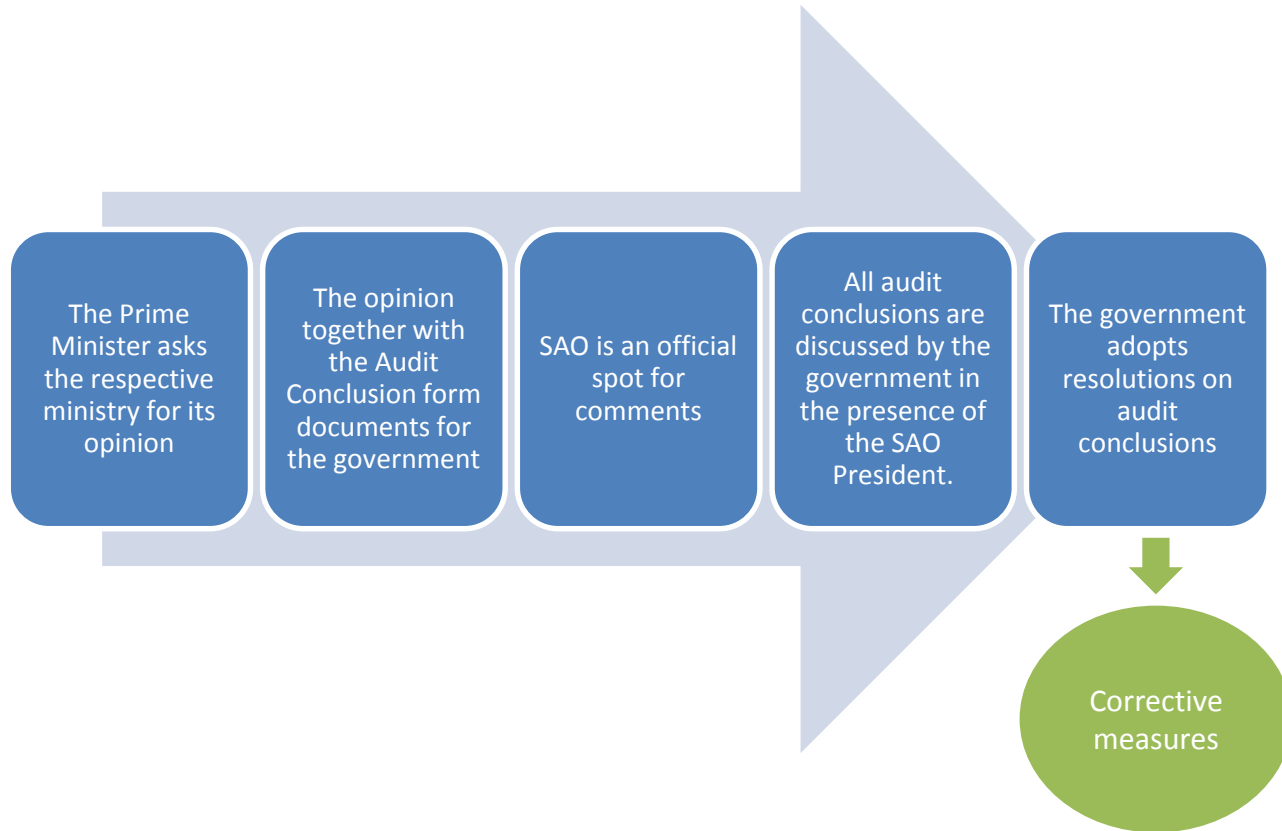 The Prime
Minister asks
the respective
ministry for its
opinion
The opinion
together with
the Audit
Conclusion form
documents for
the government
SAO is an official
spot for
comments
All audit
conclusions are
discussed by the
government in
the presence of
the SAO
President.
The government
adopts
resolutions on
audit
conclusions
Corrective
measures